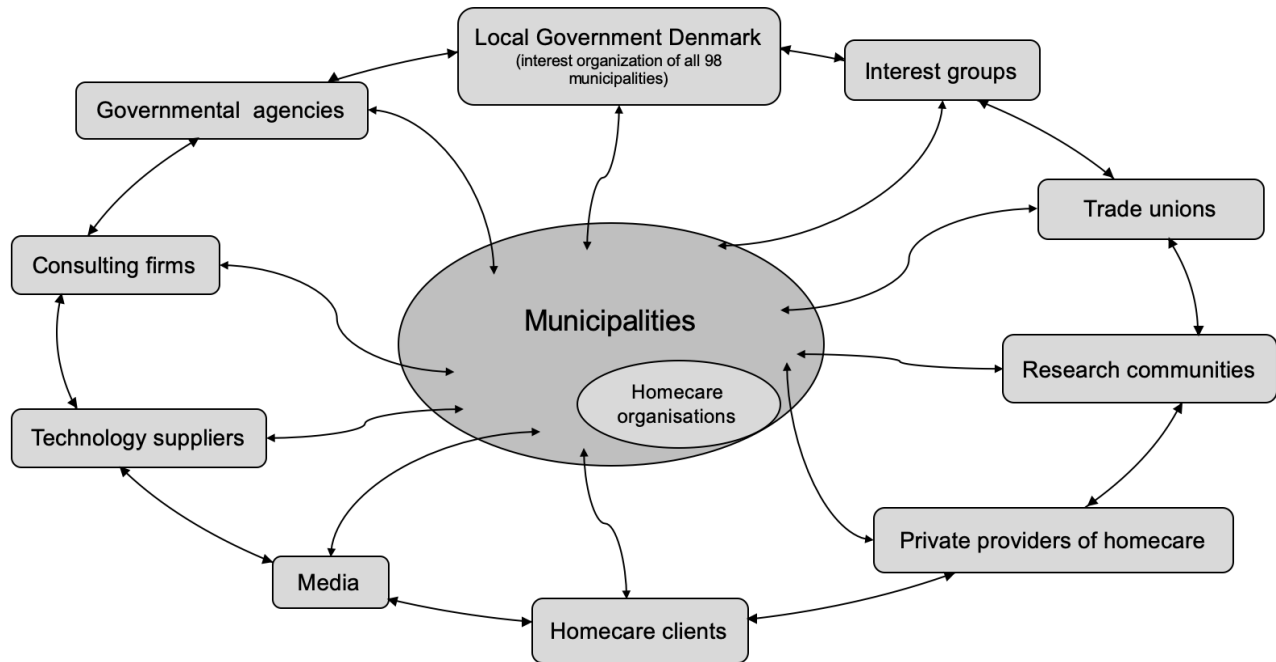 Local Government Denmark
(interest organization of all 98
municipalities)
Interest groups
Governmental agencies
Trade unions
Consulting firms
Municipalities
Research communities
Homecare
organisations
Technology suppliers
Private providers of homecare
Media
Homecare clients